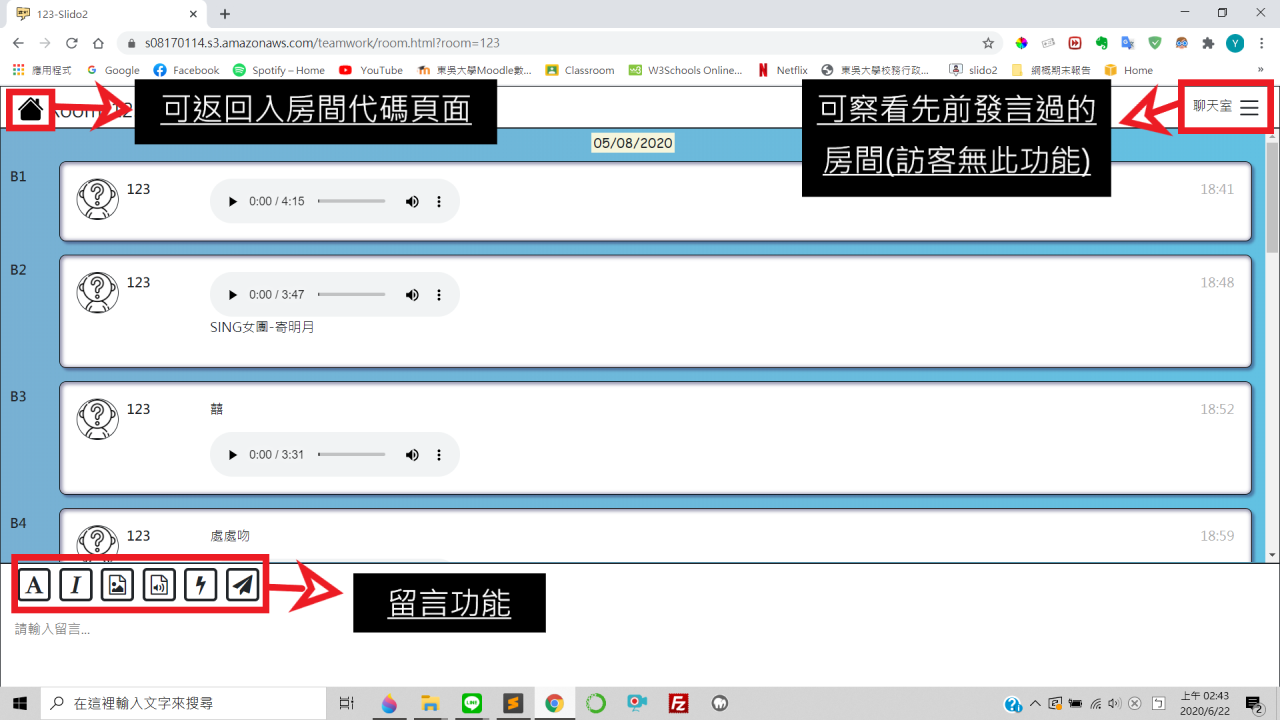 123-Slido2
s08170114.s3.amazonaws.com/teamwork/room.html?room=123
Y
應用程式
Google
Facebook
Spotify – Home
YouTube
東吳大學Moodle數...
Classroom
W3Schools Online...
Netflix
東吳大學校務行政...
slido2
網概期末報告
Home
»
可返回入房間代碼頁面
可察看先前發言過的
房間(訪客無此功能)
聊天室
05/08/2020
B1
123
0:00 / 4:15
18:41
B2
123
0:00 / 3:47
18:48
SING女團-寄明月
B3
123
囍
18:52
0:00 / 3:31
B4
123
處處吻
18:59
A
I
留言功能
請輸入留言...
在這裡輸入文字來搜尋
LINE
Fz
上午 02:43
2020/6/22
2